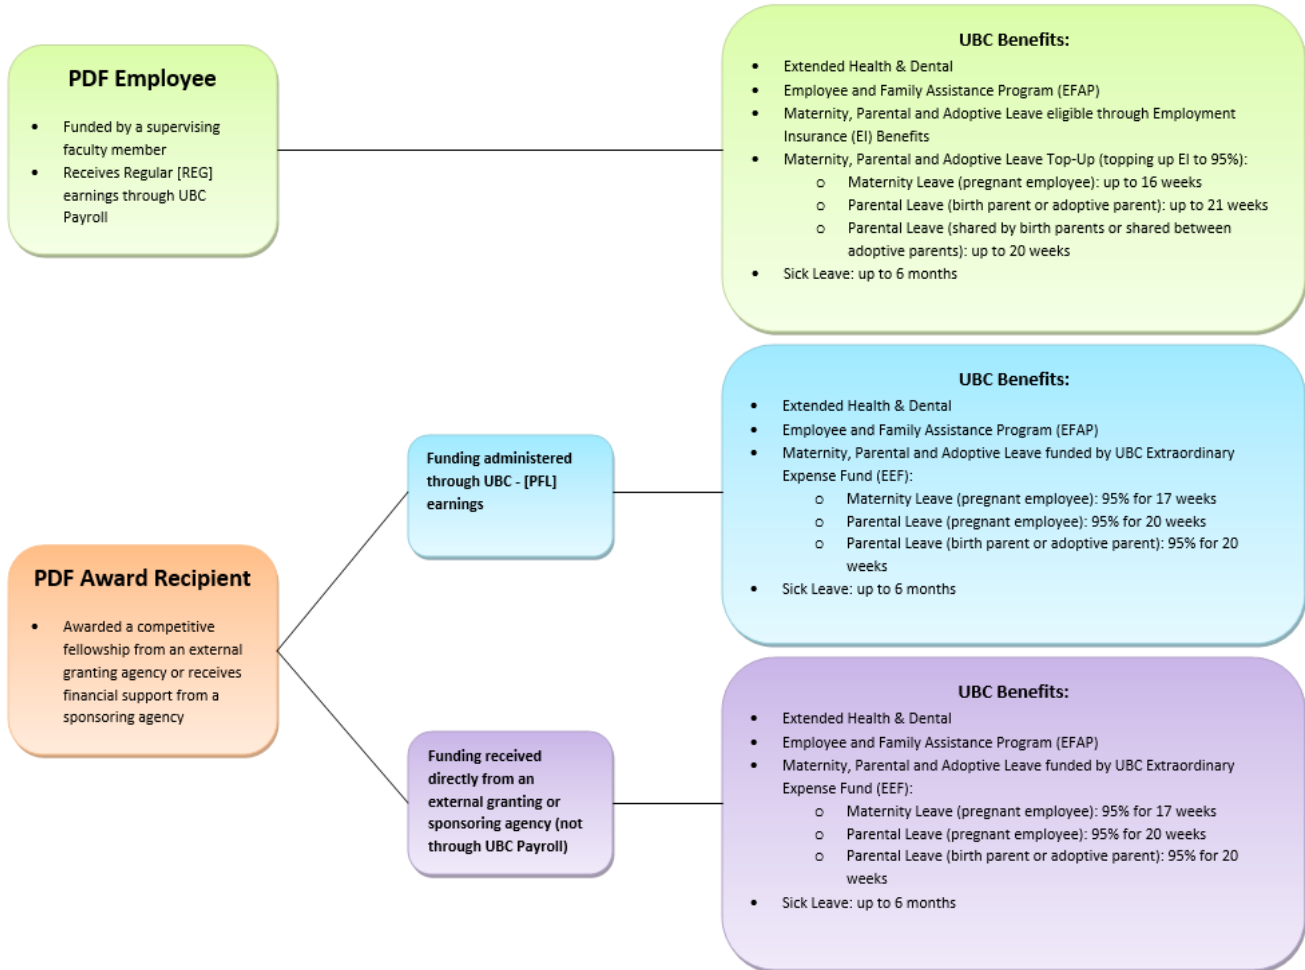 PDF Employee
• Funded by a supervising
faculty member
• Receives Regular [REG]
earnings through UBC
Payroll
UBC Benefits:
• Extended Health & Dental
• Employee and Family Assistance Program (EFAP)
• Maternity, Parental and Adoptive Leave eligible through Employment
Insurance (EI) Benefits
• Maternity, Parental and Adoptive Leave Top-Up (topping up EI to 95%):
o Maternity Leave (pregnant employee): up to 16 weeks
o Parental Leave (birth parent or adoptive parent): up to 21 weeks
o Parental Leave (shared by birth parents or shared between
adoptive parents): up to 20 weeks
• Sick Leave: up to 6 months
PDF Award Recipient
• Awarded a competitive
fellowship from an external
granting agency or receives
financial support from a
sponsoring agency
Funding administered
through UBC - [PFL]
earnings
UBC Benefits:
• Extended Health & Dental
• Employee and Family Assistance Program (EFAP)
• Maternity, Parental and Adoptive Leave funded by UBC Extraordinary
Expense Fund (EEF):
o Maternity Leave (pregnant employee): 95% for 17 weeks
o Parental Leave (pregnant employee): 95% for 20 weeks
o Parental Leave (birth parent or adoptive parent): 95% for 20
weeks
• Sick Leave: up to 6 months
Funding received
directly from an
external granting or
sponsoring agency (not
through UBC Payroll)
UBC Benefits:
• Extended Health & Dental
• Employee and Family Assistance Program (EFAP)
• Maternity, Parental and Adoptive Leave funded by UBC Extraordinary
Expense Fund (EEF):
o Maternity Leave (pregnant employee): 95% for 17 weeks
o Parental Leave (pregnant employee): 95% for 20 weeks
o Parental Leave (birth parent or adoptive parent): 95% for 20
weeks
• Sick Leave: up to 6 months